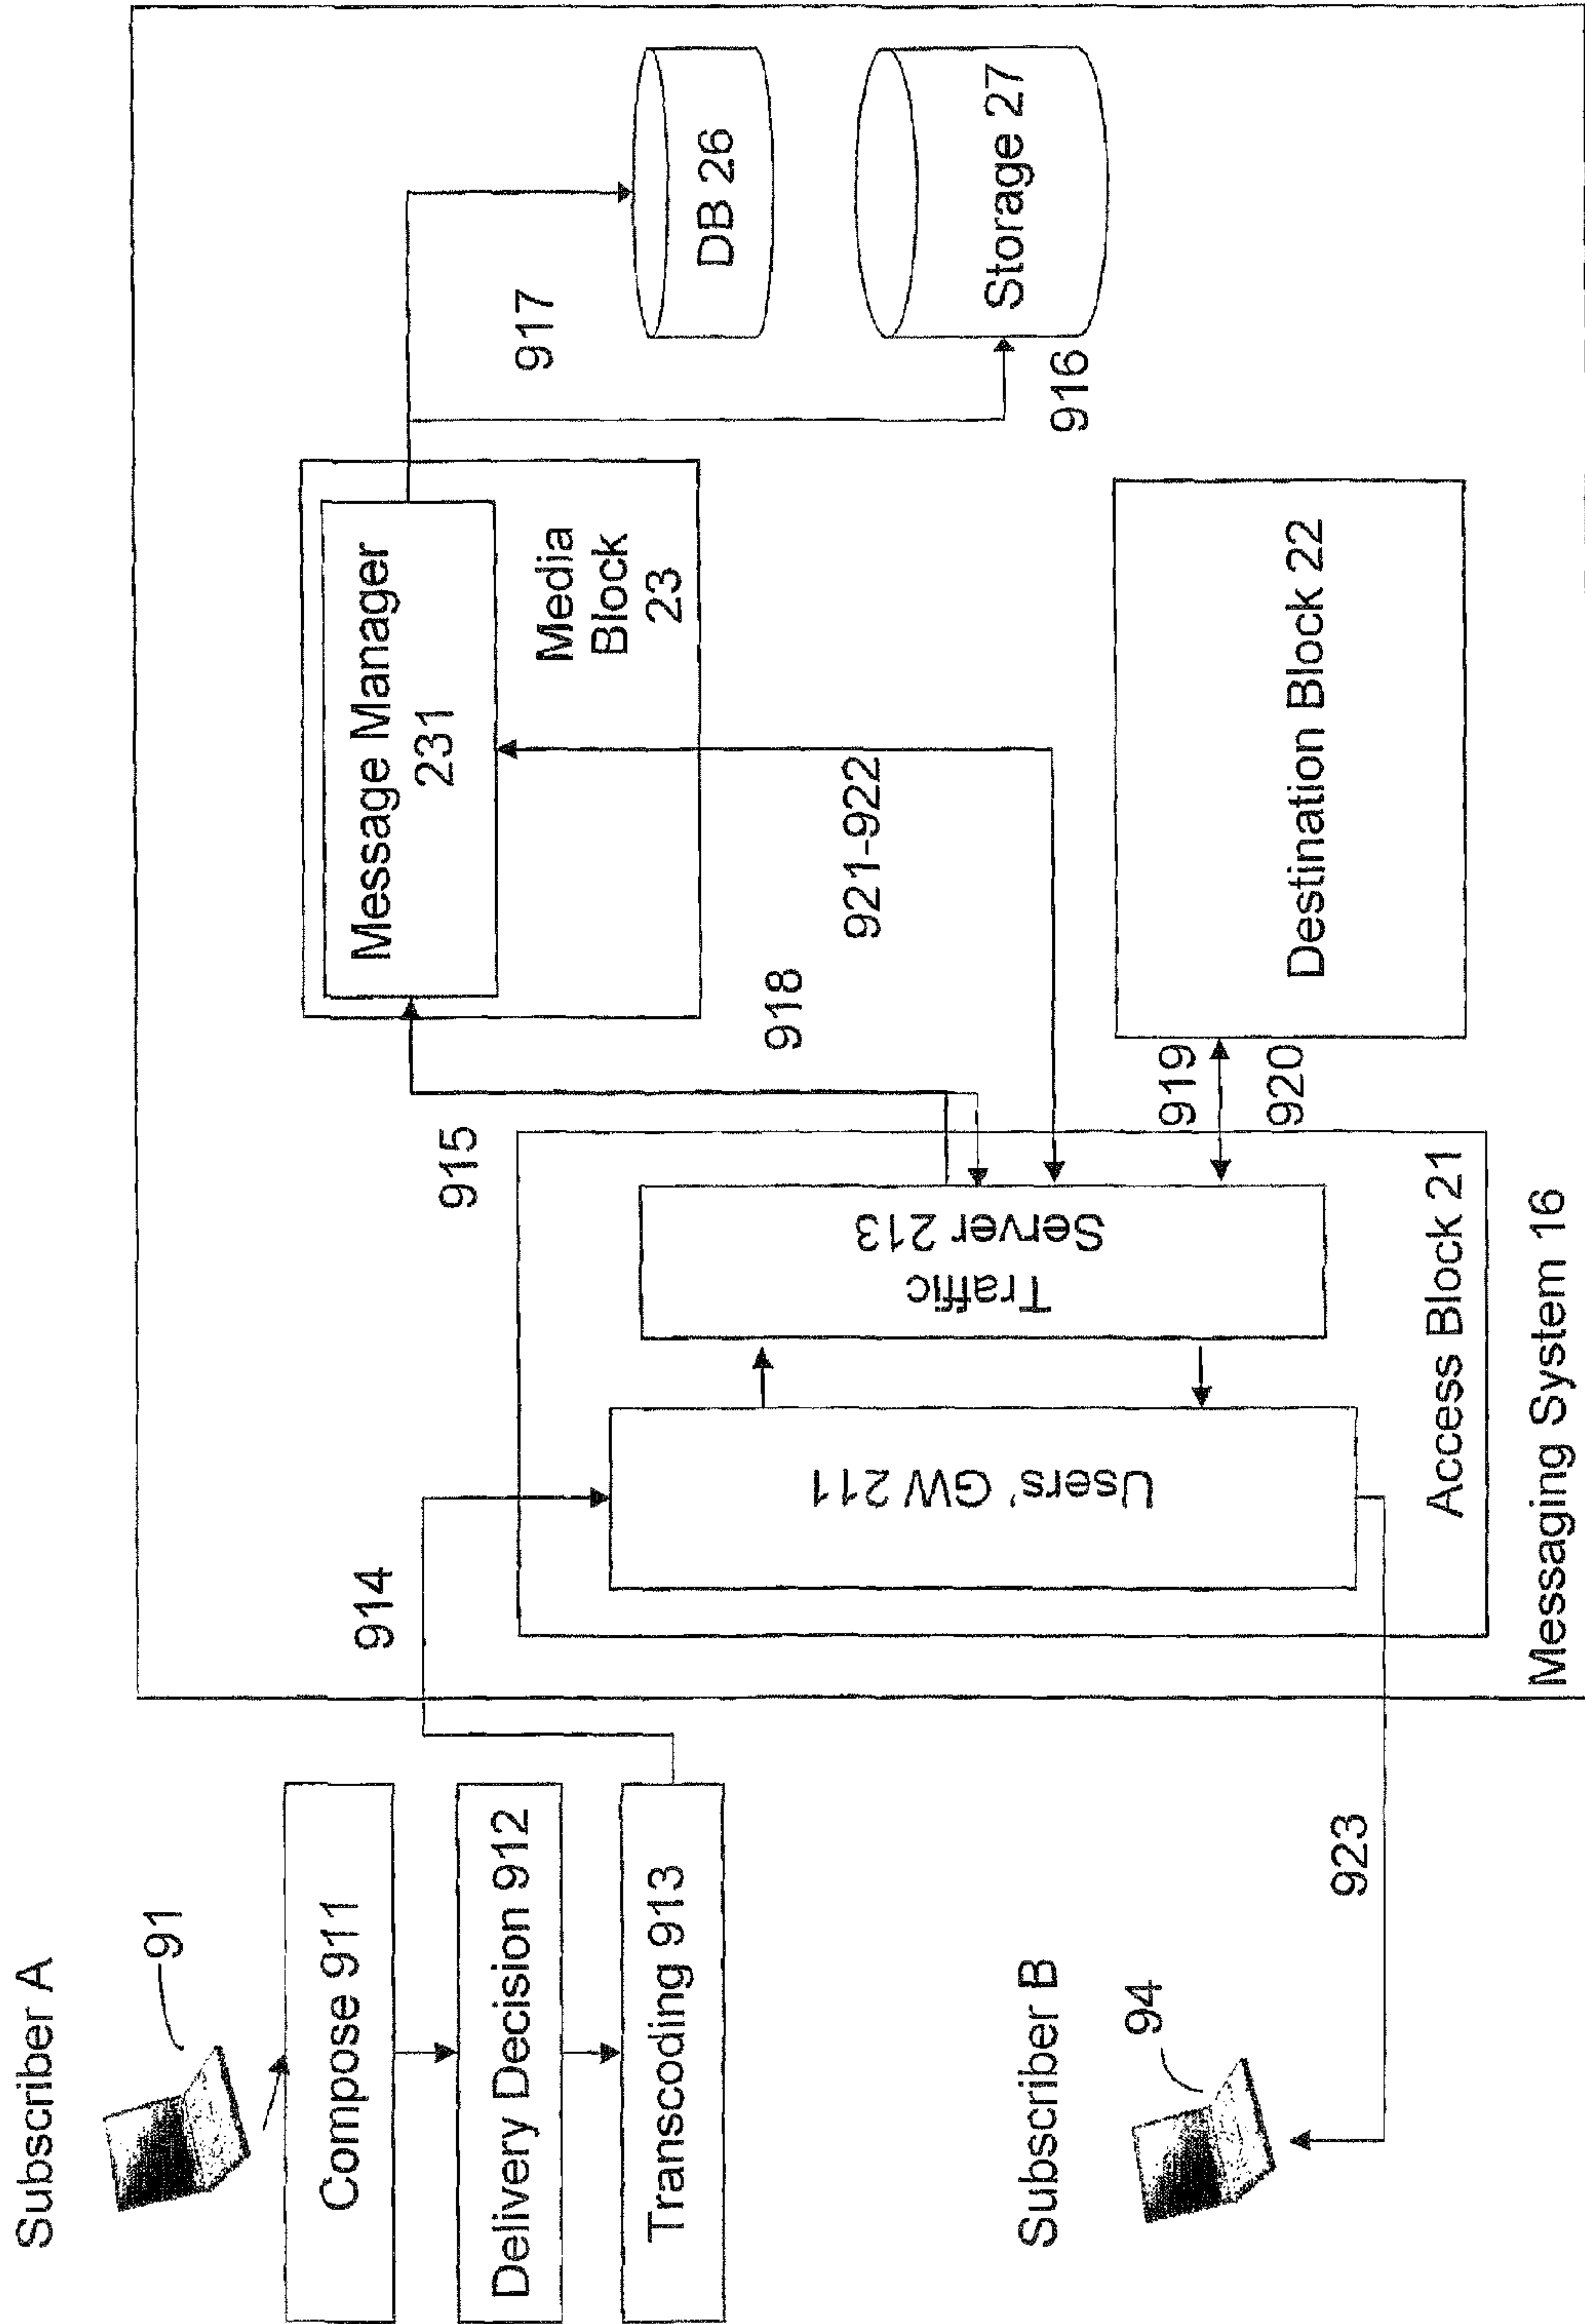 Subscriber A
91
Compose 911
Delivery Decision 912
Transcoding 913
Subscriber B
94
923
914
Messaging System 16
Access Block 21
Users' GW 211
Traffic
Server 213
915
918
919
920
921-922
Message Manager
231
Media
Block
23
Destination Block 22
917
916
DB 26
Storage 27